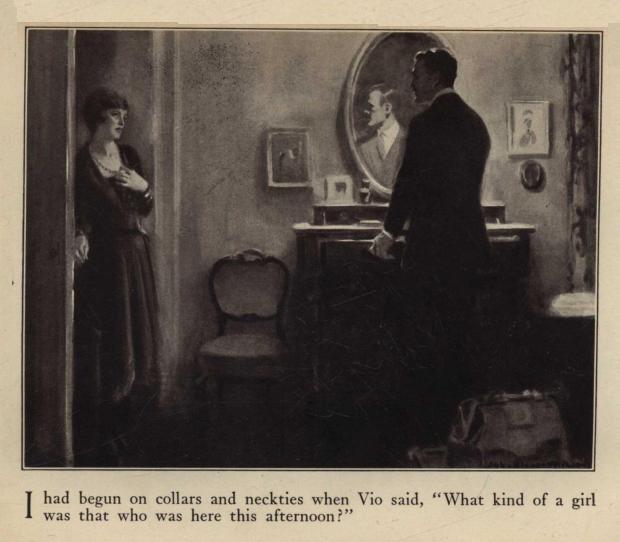 I had begun on collars and neckties when Vio said, “What kind of a girl
was that who was here this afternoon?”